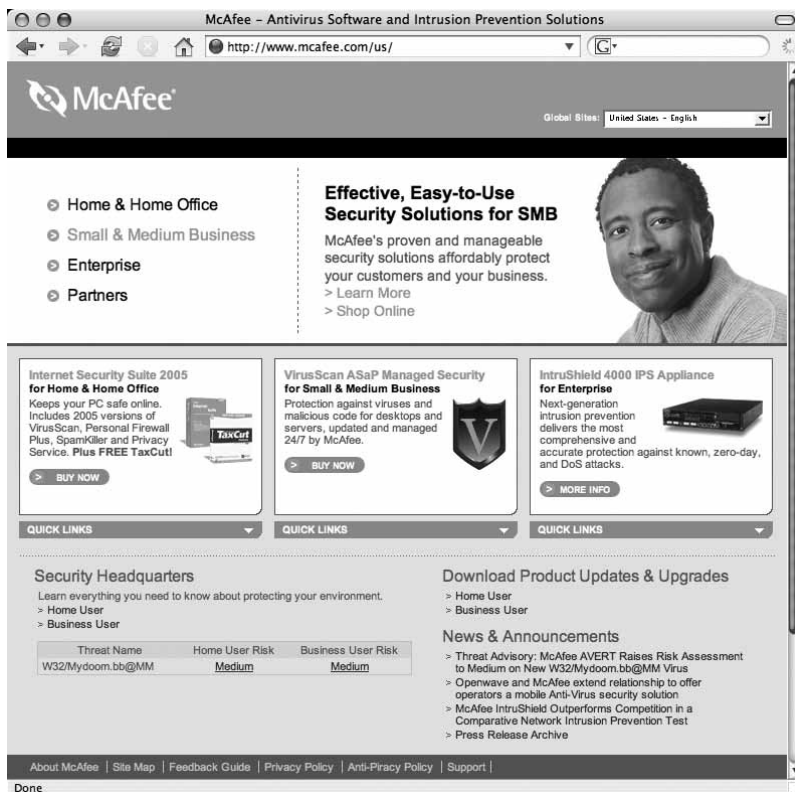 McAfee – Antivirus Software and Intrusion Prevention Solutions
http://www.mcafee.com/us/
G
McAfee®
Global Sites: United States - English
Home & Home Office
Small & Medium Business
Enterprise
Partners
Effective, Easy-to-Use
Security Solutions for SMB
McAfee's proven and manageable
security solutions affordably protect
your customers and your business.
> Learn More
> Shop Online
Internet Security Suite 2005
for Home & Home Office
Keeps your PC safe online.
Includes 2005 versions of
VirusScan, Personal Firewall
Plus, SpamKiller and Privacy
Service. Plus FREE TaxCut!
TaxCut
> BUY NOW
QUICK LINKS
VirusScan ASaP Managed Security
for Small & Medium Business
Protection against viruses and
malicious code for desktops and
servers, updated and managed
24/7 by McAfee.
V
> BUY NOW
QUICK LINKS
IntruShield 4000 IPS Appliance
for Enterprise
Next-generation
intrusion prevention
delivers the most
comprehensive and
accurate protection against known, zero-day,
and DoS attacks.
> MORE INFO
QUICK LINKS
Security Headquarters
Learn everything you need to know about protecting your environment.
> Home User
> Business User
Threat Name Home User Risk Business User Risk
W32/Mydoom.bb@MM Medium Medium
Download Product Updates & Upgrades
> Home User
> Business User
News & Announcements
> Threat Advisory: McAfee AVERT Raises Risk Assessment
to Medium on New W32/Mydoom.bb@MM Virus
> Openwave and McAfee extend relationship to offer
operators a mobile Anti-Virus security solution
> McAfee IntruShield Outperforms Competition in a
Comparative Network Intrusion Prevention Test
> Press Release Archive
About McAfee | Site Map | Feedback Guide | Privacy Policy | Anti-Piracy Policy | Support |
Done